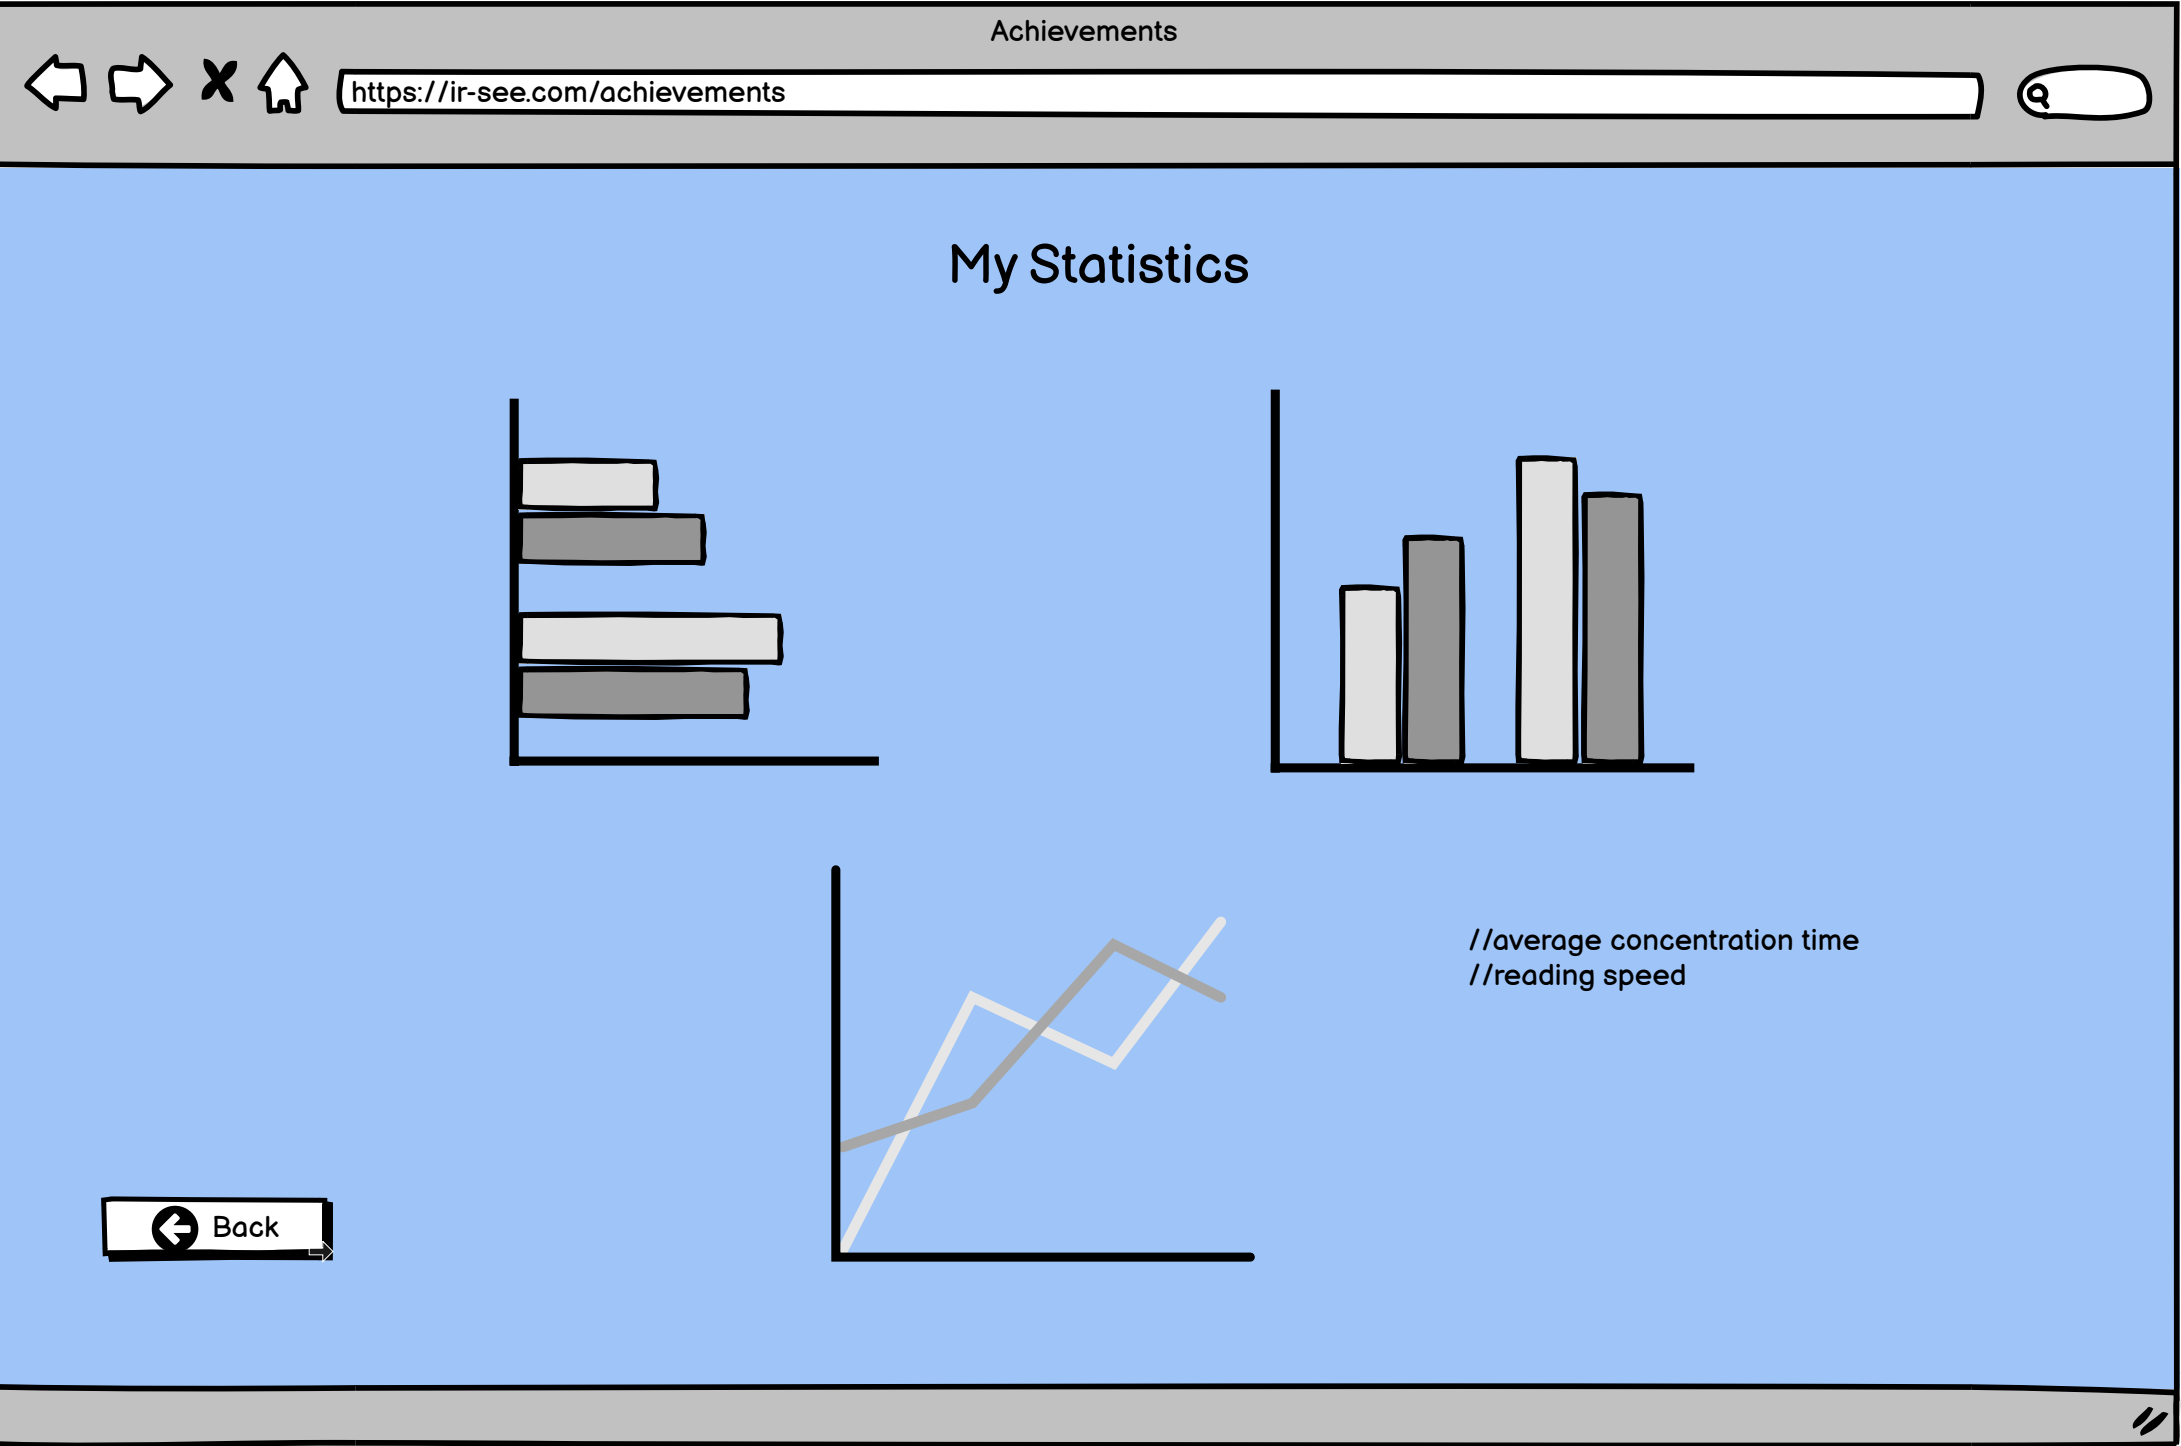 Achievements
https://ir-see.com/achievements
My Statistics
//average concentration time
//reading speed
Back